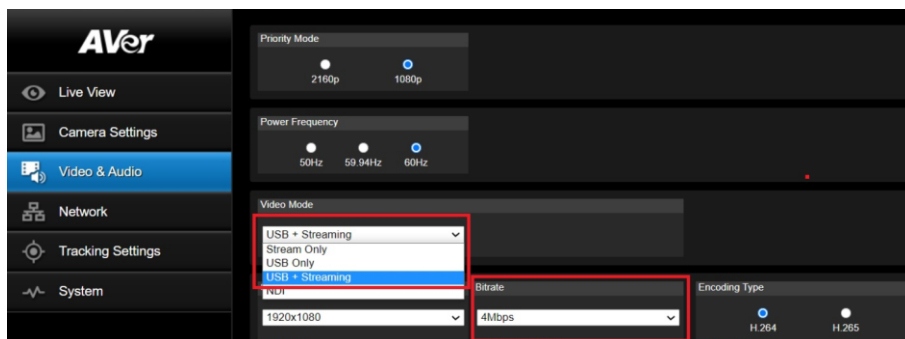 AVer
Live View
Camera Settings
Video & Audio
Network
Tracking Settings
System
Priority Mode
2160p 1080p
Power Frequency
50Hz 59.94Hz 60Hz
Video Mode
USB + Streaming
Stream Only
USB Only
USB + Streaming
NDI
1920x1080
Bitrate
4Mbps
Encoding Type
H.264 H.265